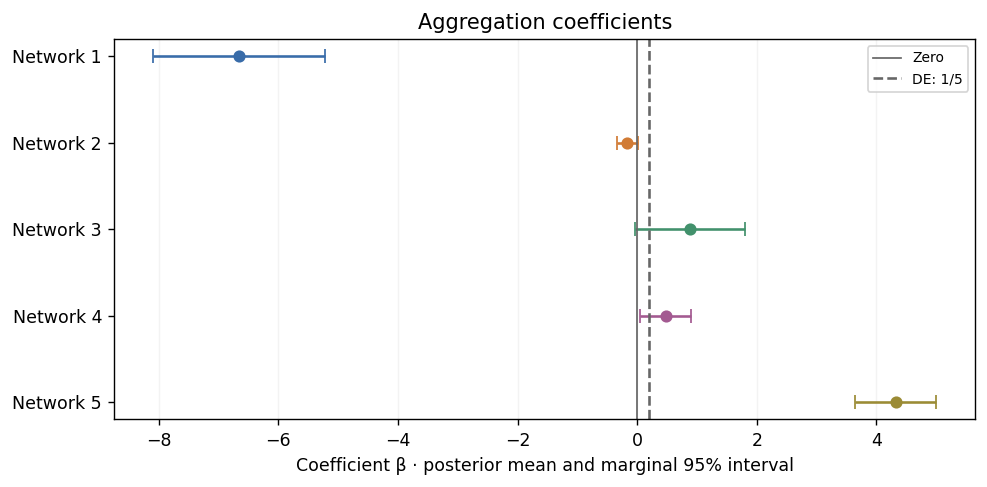 Aggregation coefficients
Network 1
Network 2
Network 3
Network 4
Network 5
Zero
DE: 1/5
−8
−6
−4
−2
0
2
4
Coefficient β · posterior mean and marginal 95% interval